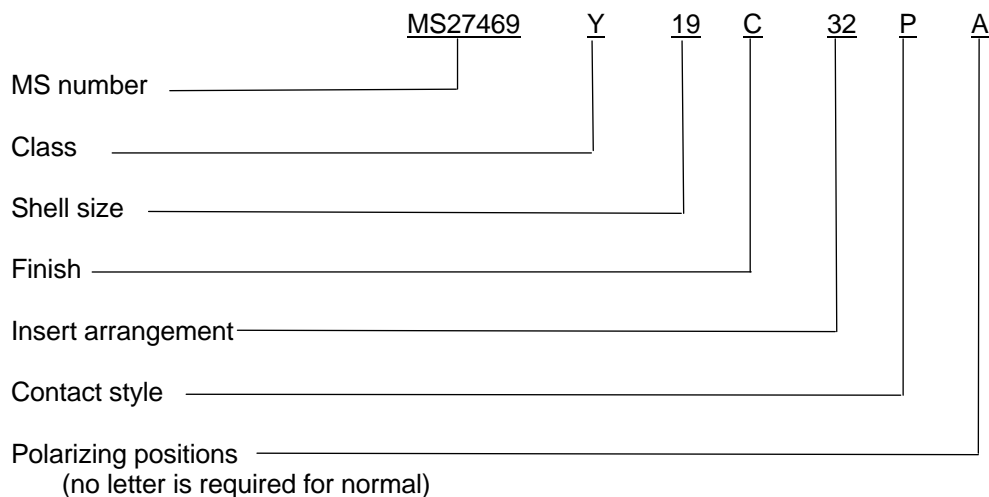 MS27469 Y 19 C 32 P A
MS number
Class
Shell size
Finish
Insert arrangement
Contact style
Polarizing positions
(no letter is required for normal)